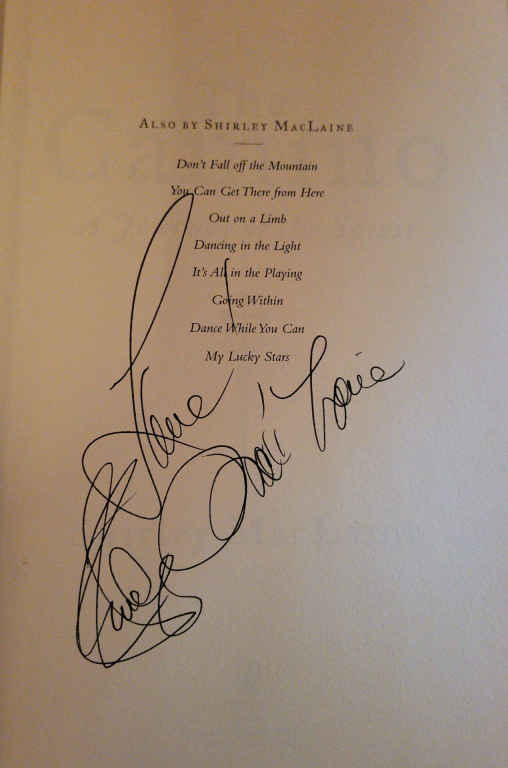 ALSO BY SHIRLEY MACLAINE
Don't Fall off the Mountain
You Can Get There from Here
Out on a Limb
Dancing in the Light
It's All in the Playing
Going Within
Dance While You Can
My Lucky Stars